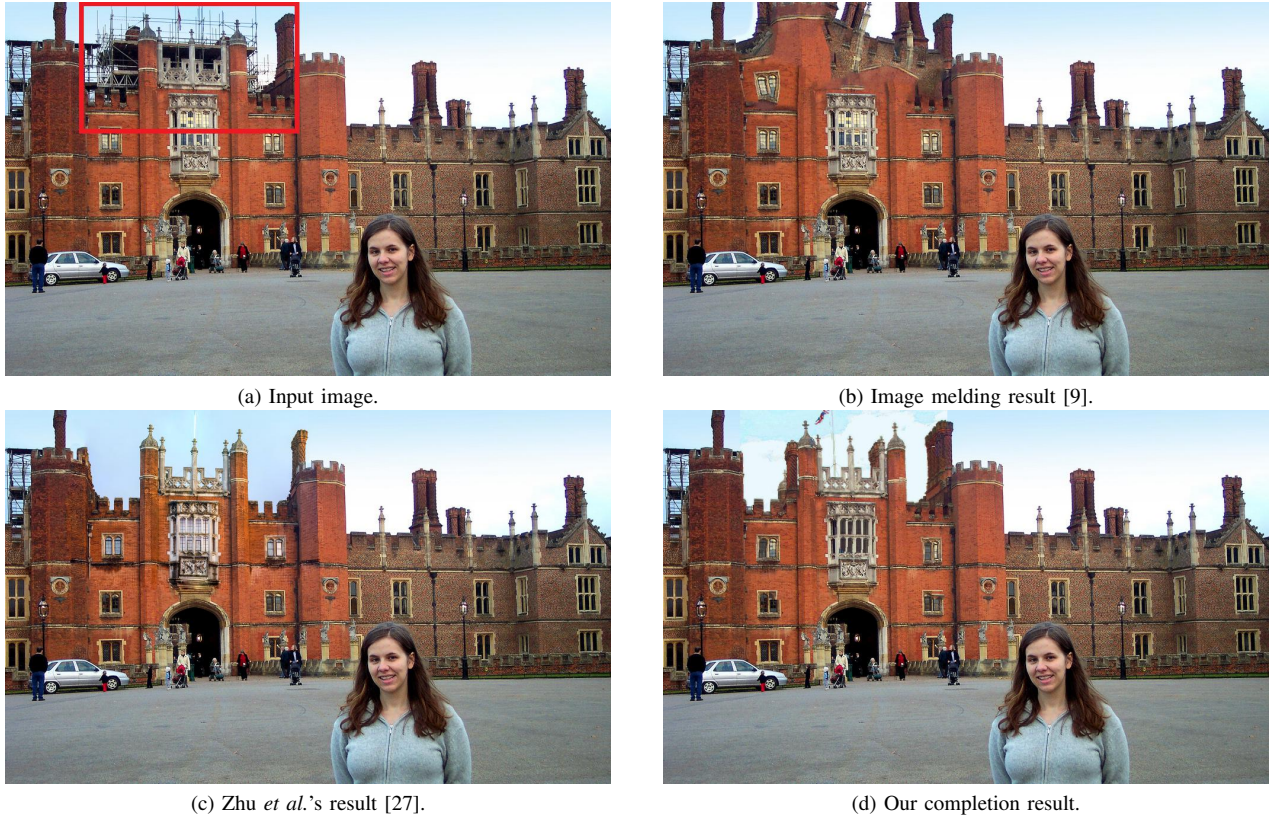 (a) Input image.
(b) Image melding result [9].
(c) Zhu et al.'s result [27].
(d) Our completion result.